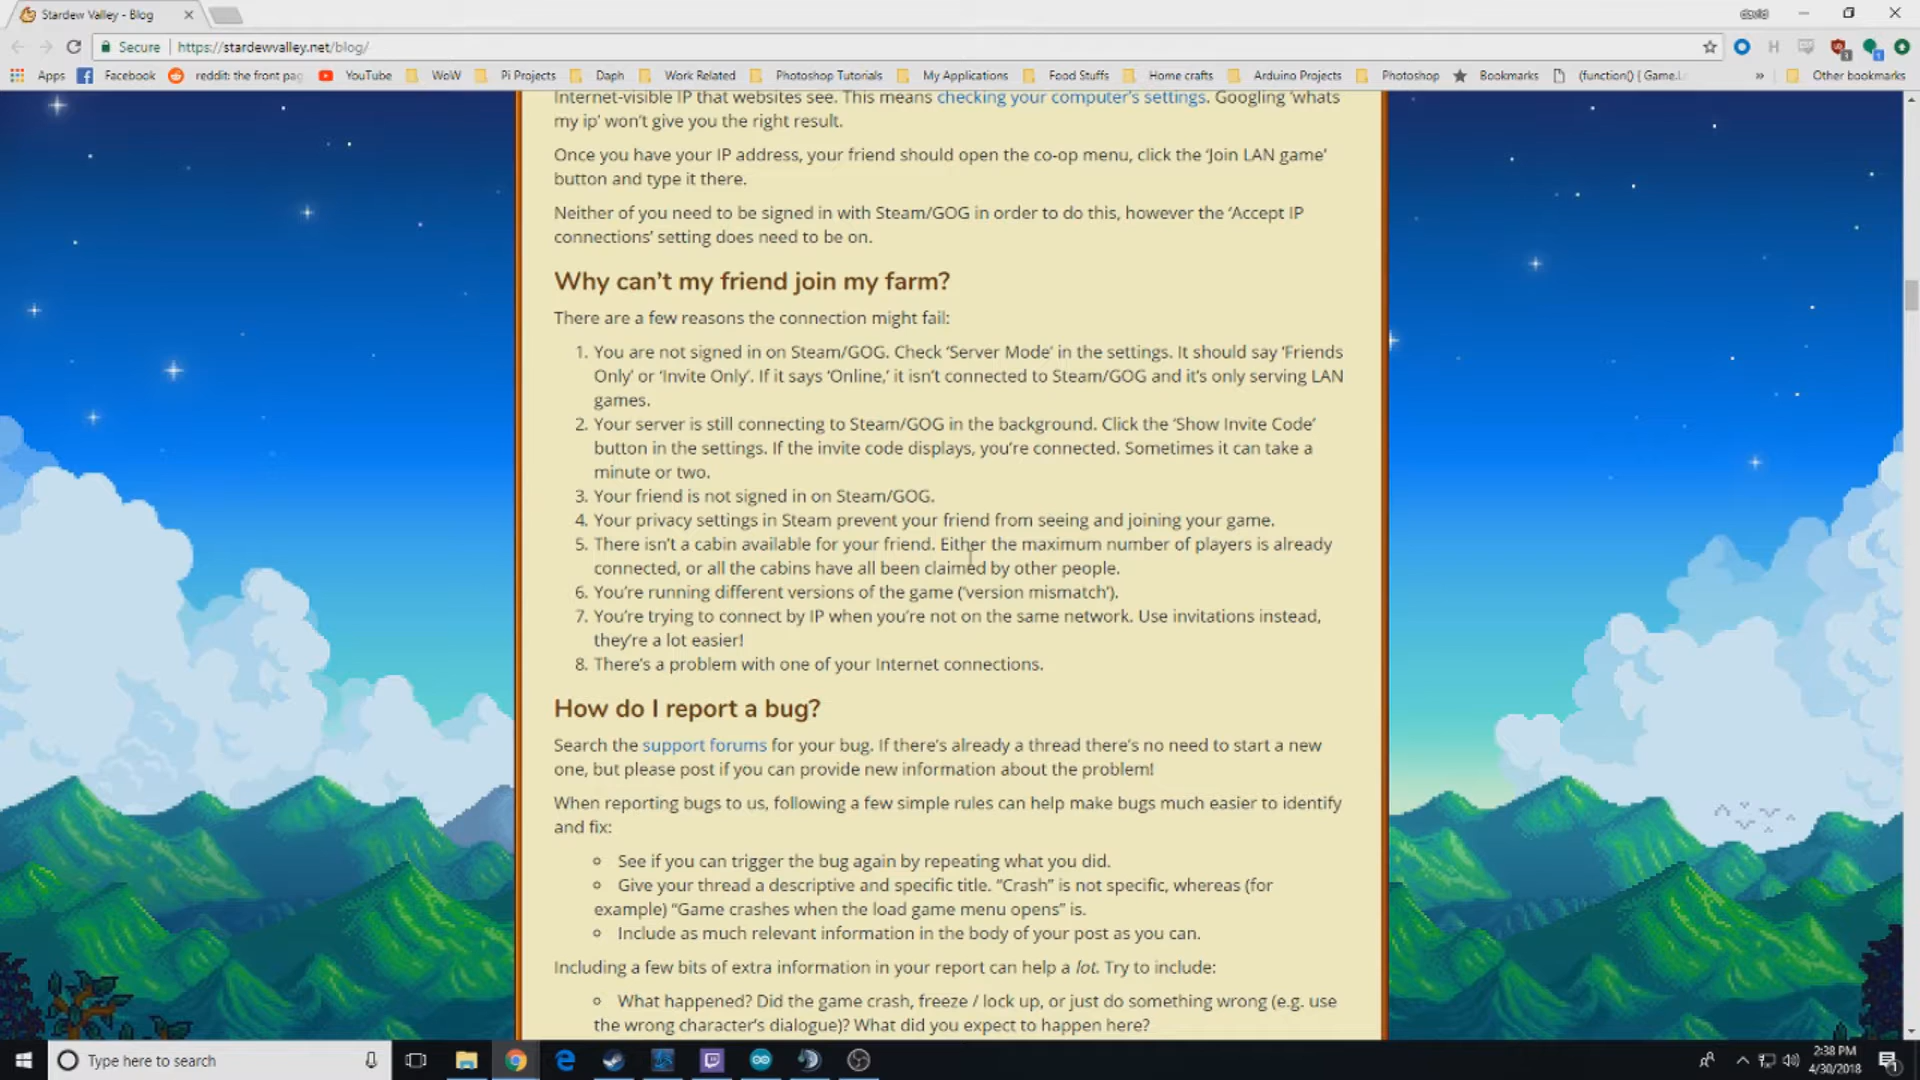 Stardew Valley - Blog
Secure
https://stardewvalley.net/blog/
Apps
Facebook
reddit: the front pag
YouTube
WoW
Pi Projects
Daph
Work Related
Photoshop Tutorials
My Applications
Food Stuffs
Home crafts
Arduino Projects
Photoshop
Bookmarks
(function() { Game.L
»
Other bookmarks
Internet-visible IP that websites see. This means checking your computer's settings. Googling 'whats
my ip' won't give you the right result.
Once you have your IP address, your friend should open the co-op menu, click the 'Join LAN game'
button and type it there.
Neither of you need to be signed in with Steam/GOG in order to do this, however the 'Accept IP
connections' setting does need to be on.
Why can't my friend join my farm?
There are a few reasons the connection might fail:
1. You are not signed in on Steam/GOG. Check 'Server Mode' in the settings. It should say 'Friends
Only' or 'Invite Only'. If it says 'Online,' it isn't connected to Steam/GOG and it's only serving LAN
games.
2. Your server is still connecting to Steam/GOG in the background. Click the 'Show Invite Code'
button in the settings. If the invite code displays, you're connected. Sometimes it can take a
minute or two.
3. Your friend is not signed in on Steam/GOG.
4. Your privacy settings in Steam prevent your friend from seeing and joining your game.
5. There isn't a cabin available for your friend. Either the maximum number of players is already
connected, or all the cabins have all been claimed by other people.
6. You're running different versions of the game ('version mismatch').
7. You're trying to connect by IP when you're not on the same network. Use invitations instead,
they're a lot easier!
8. There's a problem with one of your Internet connections.
How do I report a bug?
Search the support forums for your bug. If there's already a thread there's no need to start a new
one, but please post if you can provide new information about the problem!
When reporting bugs to us, following a few simple rules can help make bugs much easier to identify
and fix:
See if you can trigger the bug again by repeating what you did.
Give your thread a descriptive and specific title. "Crash" is not specific, whereas (for
example) "Game crashes when the load game menu opens" is.
Include as much relevant information in the body of your post as you can.
Including a few bits of extra information in your report can help a lot. Try to include:
What happened? Did the game crash, freeze / lock up, or just do something wrong (e.g. use
the wrong character's dialogue)? What did you expect to happen here?
Type here to search
2:38 PM
4/30/2018